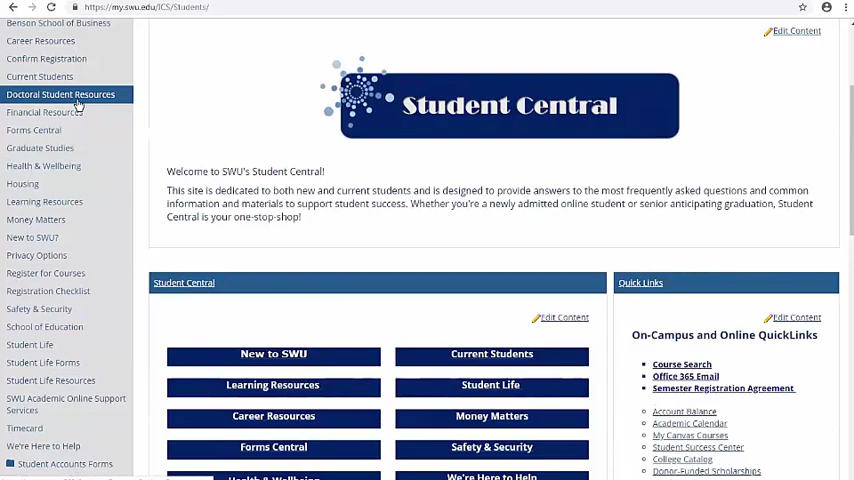 https://my.swu.edu/ICS/Students/
Benson School of Business
Career Resources
Confirm Registration
Current Students
Doctoral Student Resources
Financial Resources
Forms Central
Graduate Studies
Health & Wellbeing
Housing
Learning Resources
Money Matters
New to SWU?
Privacy Options
Register for Courses
Registration Checklist
Safety & Security
School of Education
Student Life
Student Life Forms
Student Life Resources
SWU Academic Online Support
Services
Timecard
We're Here to Help
Student Accounts Forms
Edit Content
Student Central
Welcome to SWU's Student Central!
This site is dedicated to both new and current students and is designed to provide answers to the most frequently asked questions and common
information and materials to support student success. Whether you're a newly admitted online student or senior anticipating graduation, Student
Central is your one-stop-shop!
Student Central
Edit Content
New to SWU
Current Students
Learning Resources
Student Life
Career Resources
Money Matters
Forms Central
Safety & Security
Health & Wellbeing
We're Here to Help
Quick Links
Edit Content
On-Campus and Online QuickLinks
Course Search
Office 365 Email
Semester Registration Agreement
Account Balance
Academic Calendar
My Canvas Courses
Student Success Center
College Catalog
Donor-Funded Scholarships